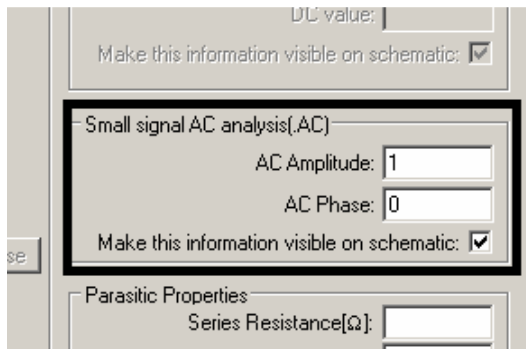 DC value:
Make this information visible on schematic:
Small signal AC analysis(.AC)
AC Amplitude: 1
AC Phase: 0
Make this information visible on schematic:
se
Parasitic Properties
Series Resistance[Ω]: